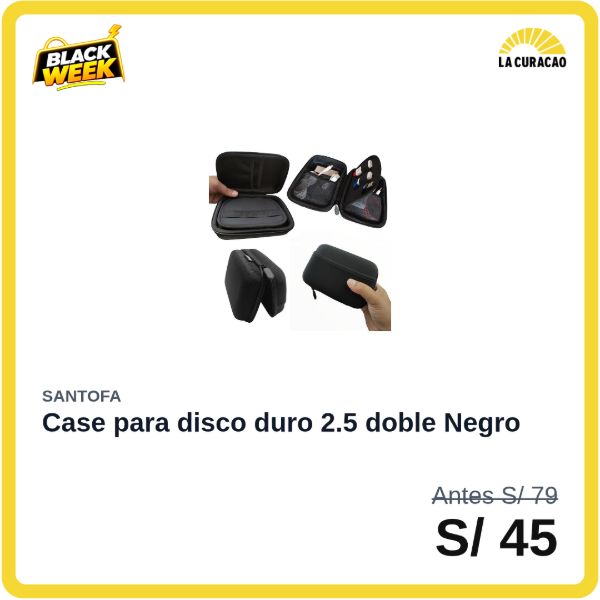 BLACK
WEEK
LA CURACAO
SANTOFA
Case para disco duro 2.5 doble Negro
Antes S/ 79
S/ 45